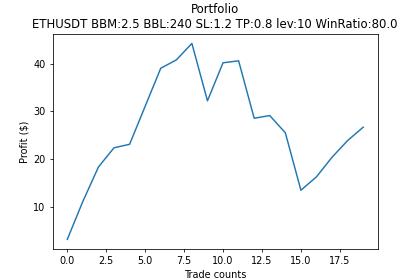 Portfolio
ETHUSDT BBM:2.5 BBL:240 SL:1.2 TP:0.8 lev:10 WinRatio:80.0
40
30
20
10
Profit ($)
0.0 2.5 5.0 7.5 10.0 12.5 15.0 17.5
Trade counts